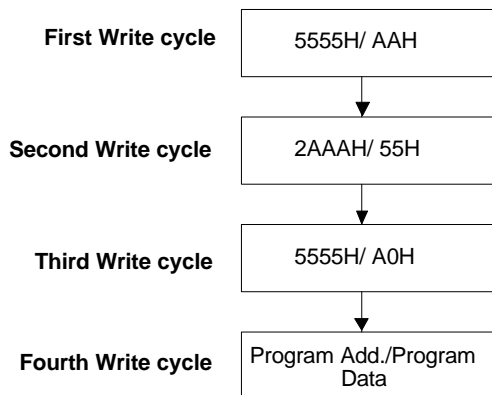 First Write cycle
5555H/ AAH
Second Write cycle
2AAAH/ 55H
Third Write cycle
5555H/ A0H
Fourth Write cycle
Program Add./Program
Data